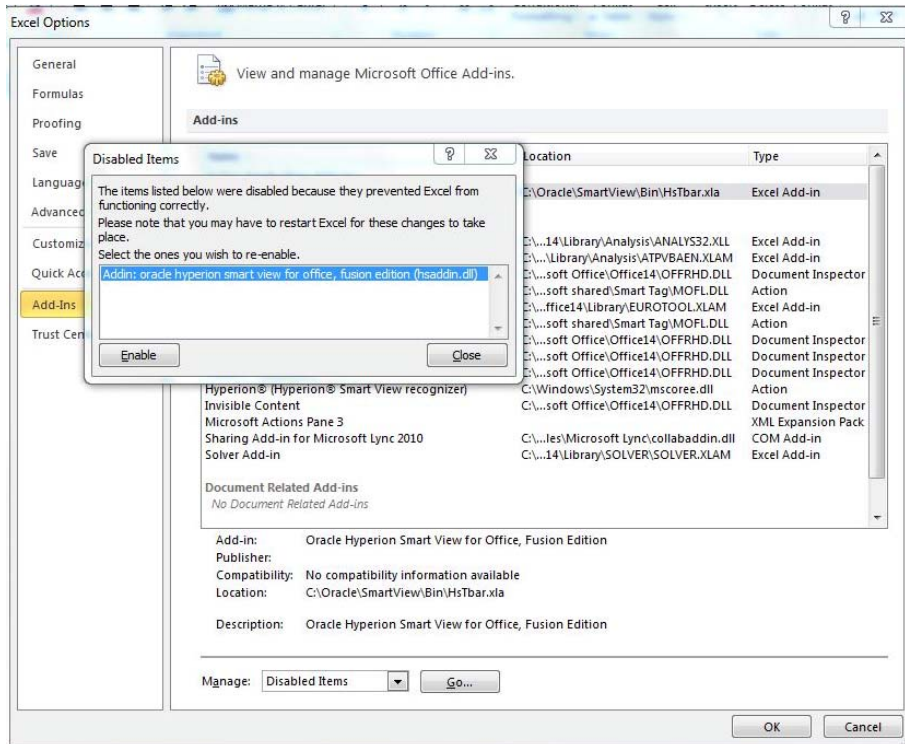 Excel Options
General
Formulas
Proofing
Save
Languag
Advanced
Customiz
Quick Acc
Add-Ins
Trust Cen
View and manage Microsoft Office Add-ins.
Add-ins
Location Type
C:\Oracle\SmartView\Bin\HsTbar.xla Excel Add-in
C:\...14\Library\Analysis\ANALYS32.XLL Excel Add-in
C:\...\Library\Analysis\ATPVBAEN.XLAM Excel Add-in
C:\...soft Office\Office14\OFFRHD.DLL Document Inspector
C:\...soft shared\Smart Tag\MOFL.DLL Action
C:\...ffice14\Library\EUROTOOL.XLAM Excel Add-in
C:\...soft shared\Smart Tag\MOFL.DLL Action
C:\...soft Office\Office14\OFFRHD.DLL Document Inspector
C:\...soft Office\Office14\OFFRHD.DLL Document Inspector
C:\...soft Office\Office14\OFFRHD.DLL Document Inspector
Hyperion® (Hyperion® Smart View recognizer) C:\Windows\System32\mscoree.dll Action
Invisible Content C:\...soft Office\Office14\OFFRHD.DLL Document Inspector
Microsoft Actions Pane 3 XML Expansion Pack
Sharing Add-in for Microsoft Lync 2010 C:\...les\Microsoft Lync\collabaddin.dll COM Add-in
Solver Add-in C:\...14\Library\SOLVER\SOLVER.XLAM Excel Add-in
Document Related Add-ins
No Document Related Add-ins
Disabled Items
The items listed below were disabled because they prevented Excel from
functioning correctly.
Please note that you may have to restart Excel for these changes to take
place.
Select the ones you wish to re-enable.
Addin: oracle hyperion smart view for office, fusion edition (hsaddin.dll)
Enable Close
Add-in: Oracle Hyperion Smart View for Office, Fusion Edition
Publisher:
Compatibility: No compatibility information available
Location: C:\Oracle\SmartView\Bin\HsTbar.xla
Description: Oracle Hyperion Smart View for Office, Fusion Edition
Manage: Disabled Items Go...
OK Cancel